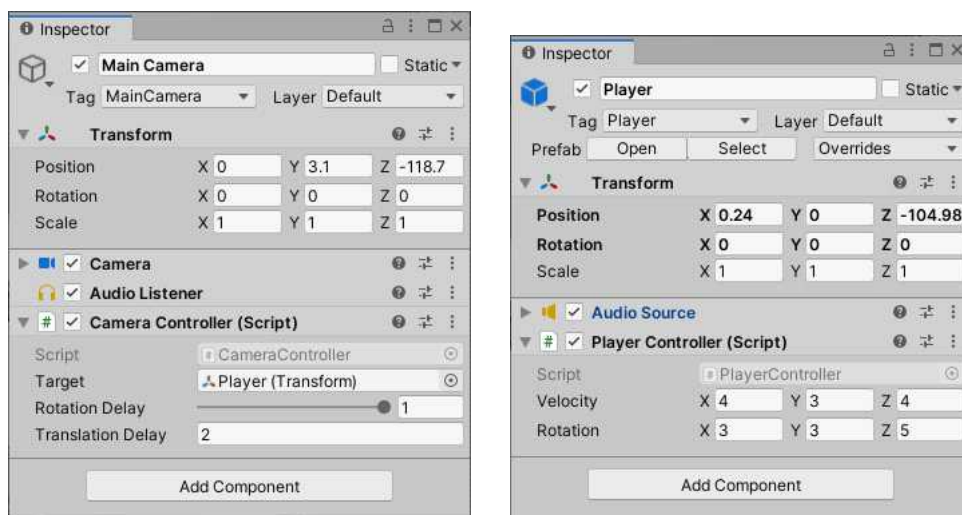 Inspector
Main Camera
Static
Tag MainCamera Layer Default
Transform
Position X 0 Y 3.1 Z -118.7
Rotation X 0 Y 0 Z 0
Scale X 1 Y 1 Z 1
Camera
Audio Listener
# Camera Controller (Script)
Script # CameraController
Target Player (Transform)
Rotation Delay 1
Translation Delay 2
Add Component
Inspector
Player
Static
Tag Player Layer Default
Prefab Open Select Overrides
Transform
Position X 0.24 Y 0 Z -104.98
Rotation X 0 Y 0 Z 0
Scale X 1 Y 1 Z 1
Audio Source
# Player Controller (Script)
Script # PlayerController
Velocity X 4 Y 3 Z 4
Rotation X 3 Y 3 Z 5
Add Component